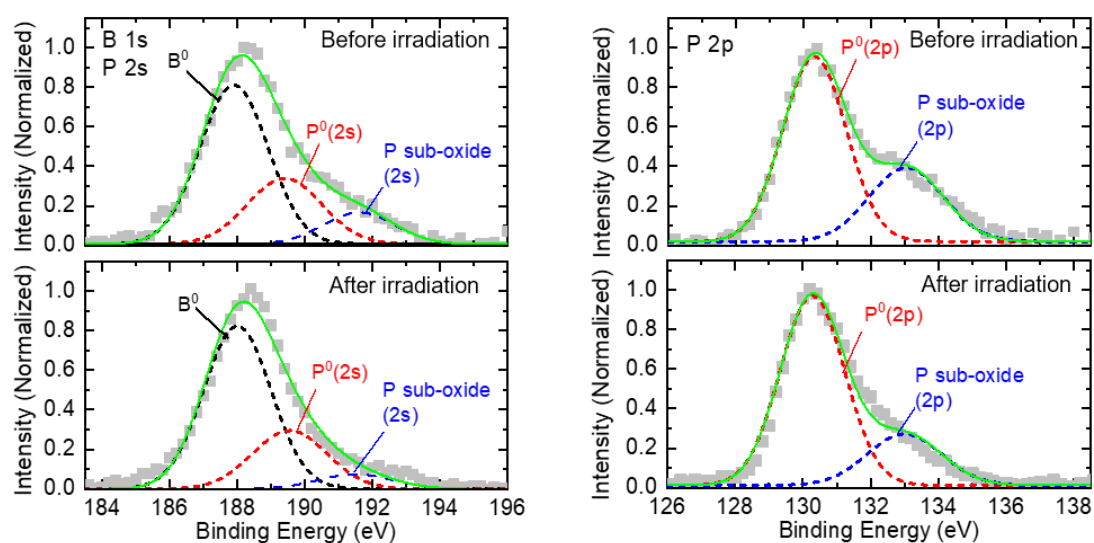 B 1s
P 2s
B⁰
Before irradiation
P⁰(2s)
P sub-oxide
(2s)
Intensity (Normalized)
1.0
0.8
0.6
0.4
0.2
0.0
After irradiation
B⁰
P⁰(2s)
P sub-oxide
(2s)
Intensity (Normalized)
1.0
0.8
0.6
0.4
0.2
0.0
184 186 188 190 192 194 196
Binding Energy (eV)
P 2p
P⁰(2p)
Before irradiation
P sub-oxide
(2p)
Intensity (Normalized)
1.0
0.8
0.6
0.4
0.2
0.0
After irradiation
P⁰(2p)
P sub-oxide
(2p)
Intensity (Normalized)
1.0
0.8
0.6
0.4
0.2
0.0
126 128 130 132 134 136 138
Binding Energy (eV)